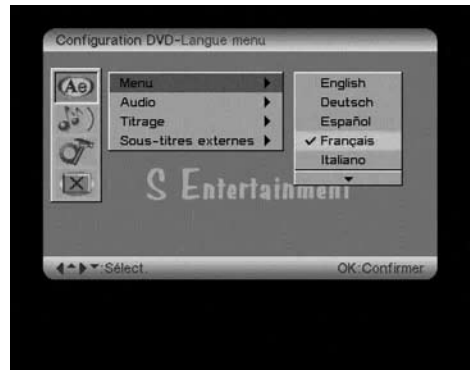 Configuration DVD-Langue menu
Ae
Menu
Audio
Titrage
Sous-titres externes
English
Deutsch
Español
Français
Italiano
S Entertainment
:Sélect.
OK:Confirmer